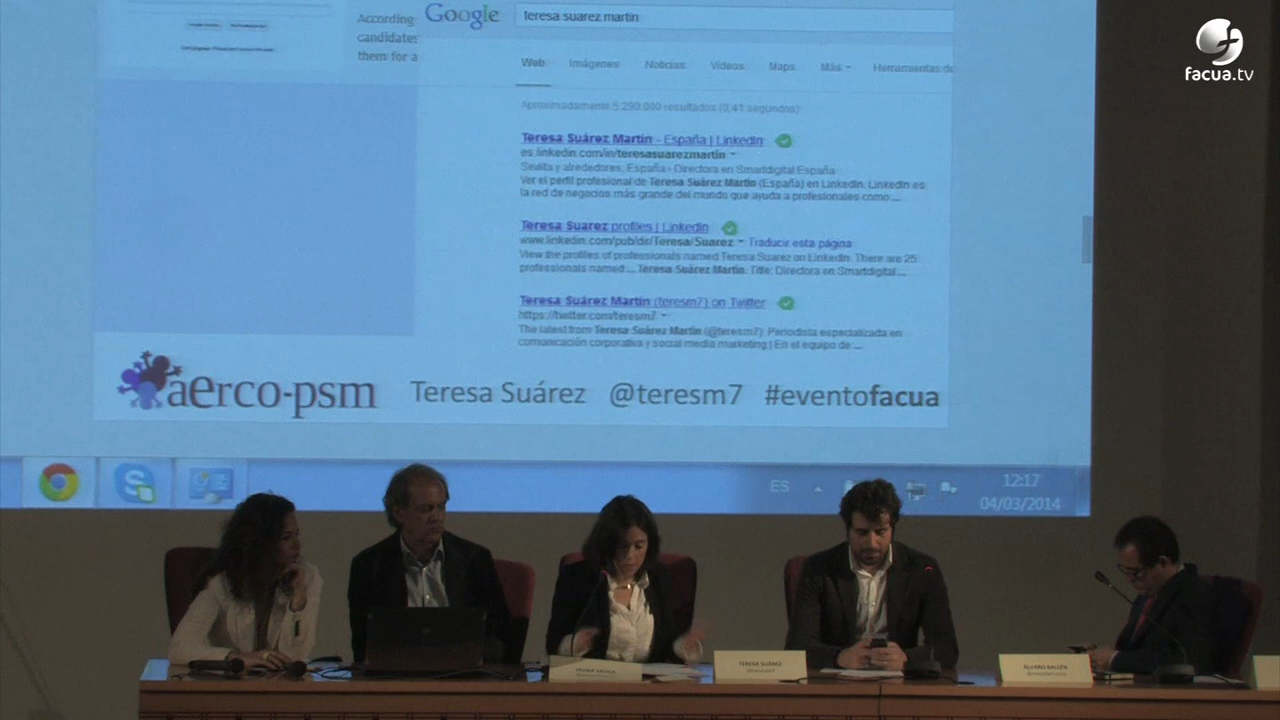 According
candidates
them for a
Google
teresa suarez martin
Web Imágenes Noticias Vídeos Maps Más Herramientas de
Aproximadamente 5.290.000 resultados (0,41 segundos)
Teresa Suárez Martín - España | LinkedIn
es.linkedin.com/in/teresasuarezmartin
Sevilla y alrededores, España - Directora en Smartdigital España
Ver el perfil profesional de Teresa Suárez Martín (España) en LinkedIn. LinkedIn es
la red de negocios más grande del mundo que ayuda a profesionales como ...
Teresa Suarez profiles | LinkedIn
www.linkedin.com/pub/dir/Teresa/Suarez Traducir esta página
View the profiles of professionals named Teresa Suarez on LinkedIn. There are 25
professionals named ... Teresa Suárez Martín. Title: Directora en Smartdigital ...
Teresa Suárez Martín (teresm7) on Twitter
https://twitter.com/teresm7
The latest from Teresa Suárez Martín (@teresm7). Periodista especializada en
comunicación corporativa y social media marketing | En el equipo de ...
aerco-psm Teresa Suárez @teresm7 #eventofacua
ES 12:17
04/03/2014
facua.tv
TERESA SUÁREZ
@teresm7
ÁLVARO BALLÉN